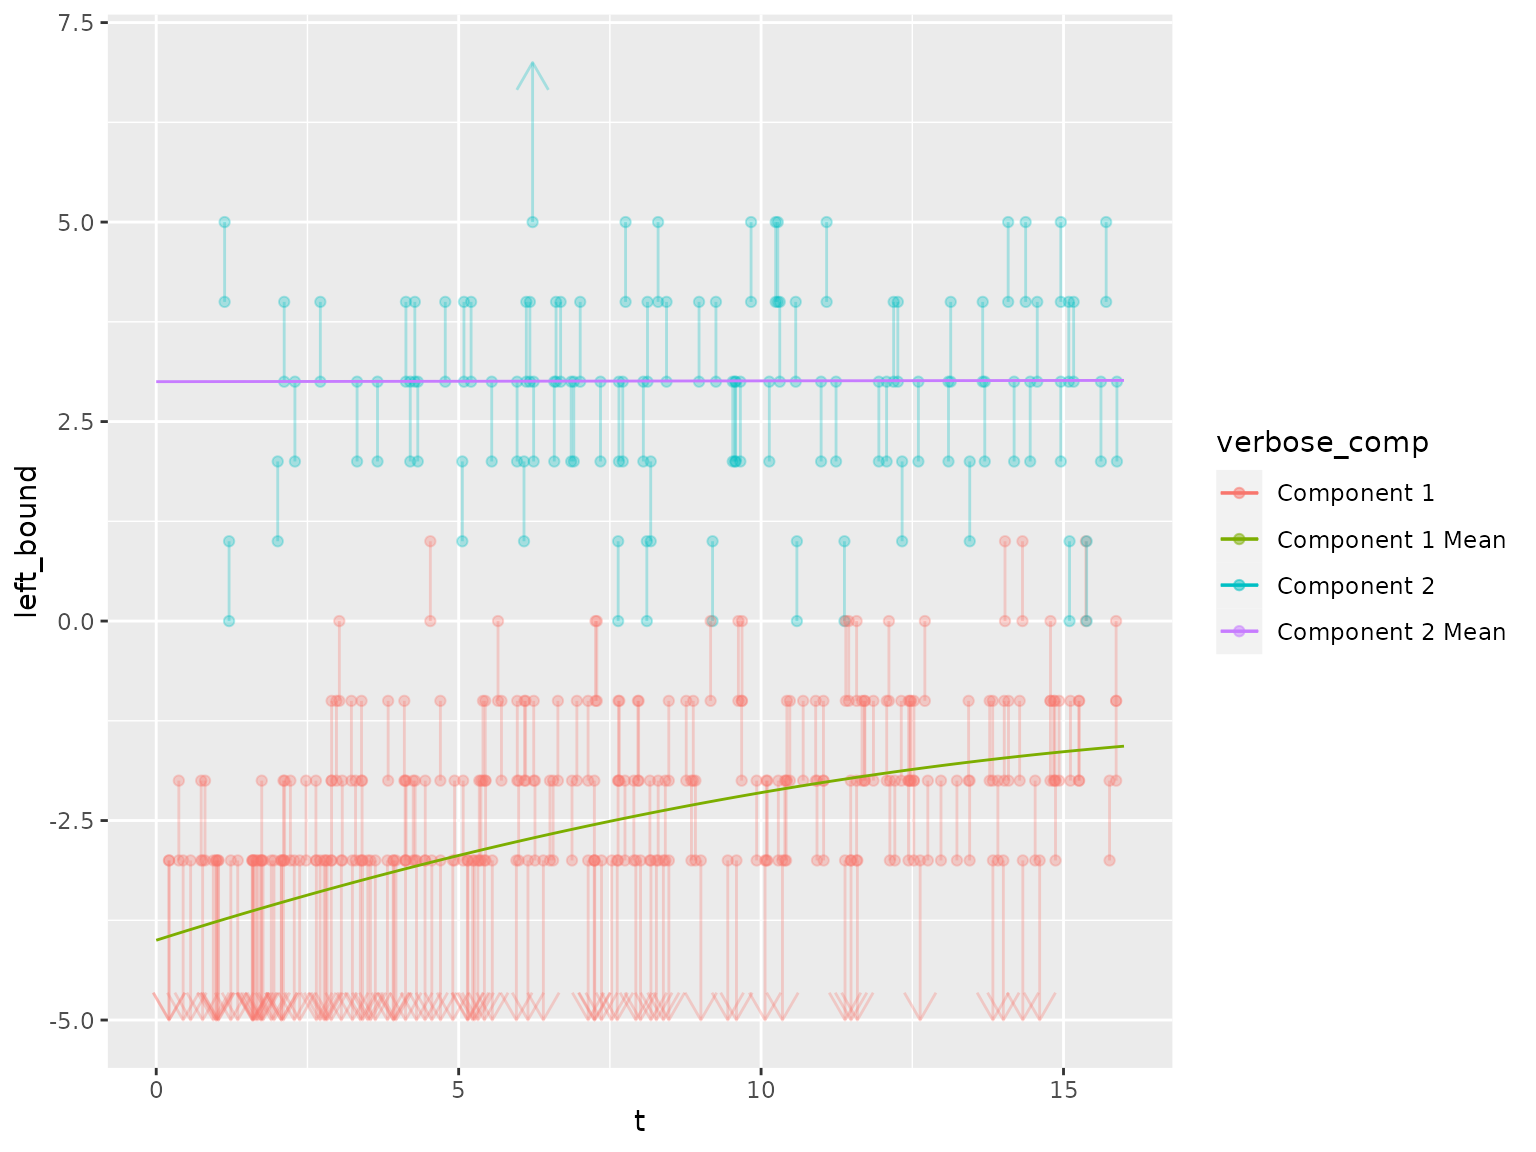 7.5
5.0
2.5
0.0
-2.5
-5.0
left_bound
0
5
10
15
t
verbose_comp
Component 1
Component 1 Mean
Component 2
Component 2 Mean